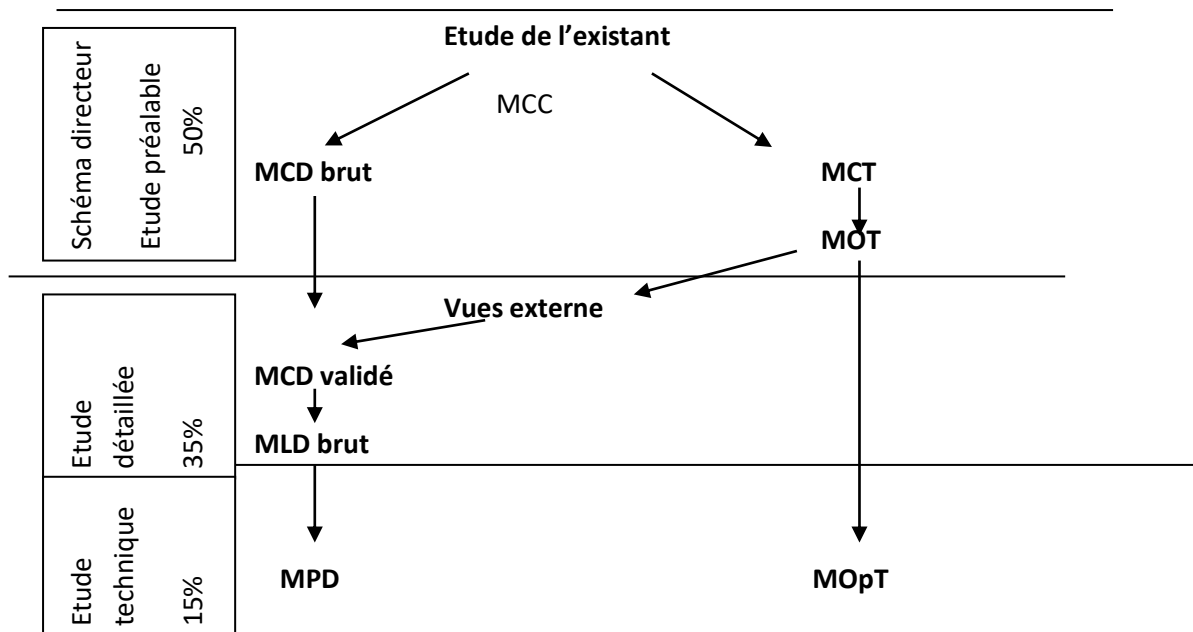 Schéma directeur
Etude préalable
50%
Etude de l’existant
MCC
MCD brut
MCT
MOT
Etude
détaillée
35%
Vues externe
MCD validé
MLD brut
Etude
technique
15%
MPD
MOpT